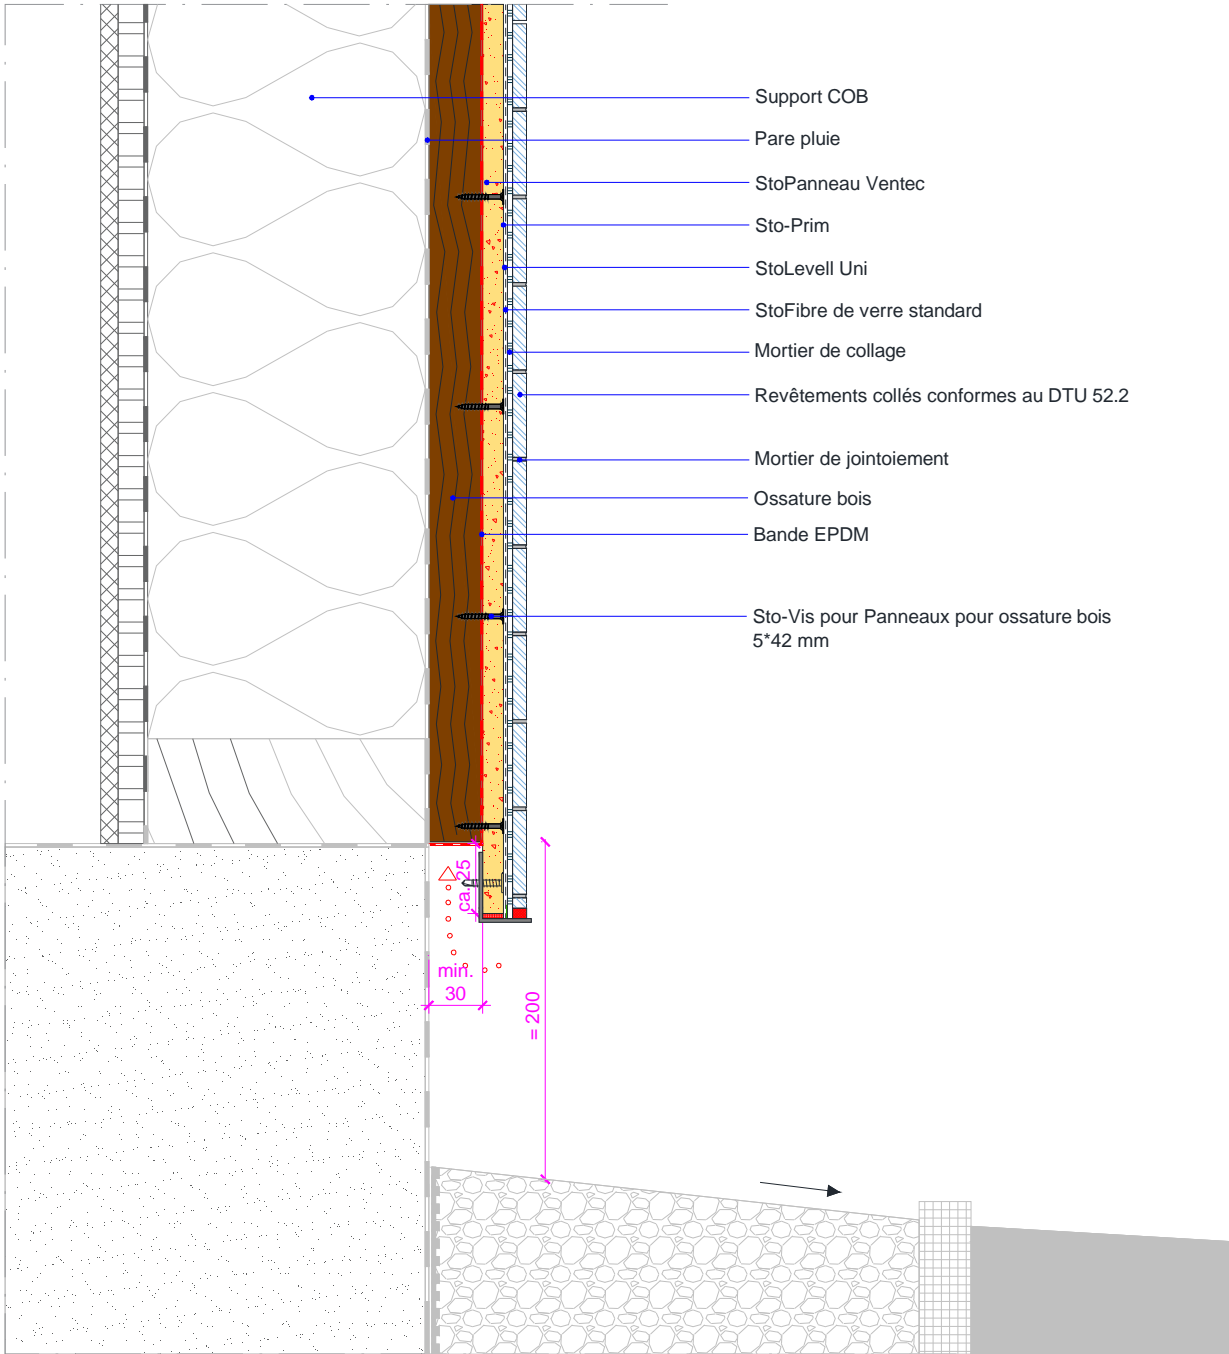 Support COB
Pare pluie
StoPanneau Ventec
Sto-Prim
StoLevell Uni
StoFibre de verre standard
Mortier de collage
Revêtements collés conformes au DTU 52.2
Mortier de jointoiement
Ossature bois
Bande EPDM
Sto-Vis pour Panneaux pour ossature bois
5*42 mm
ca. 25
min.
30
= 200